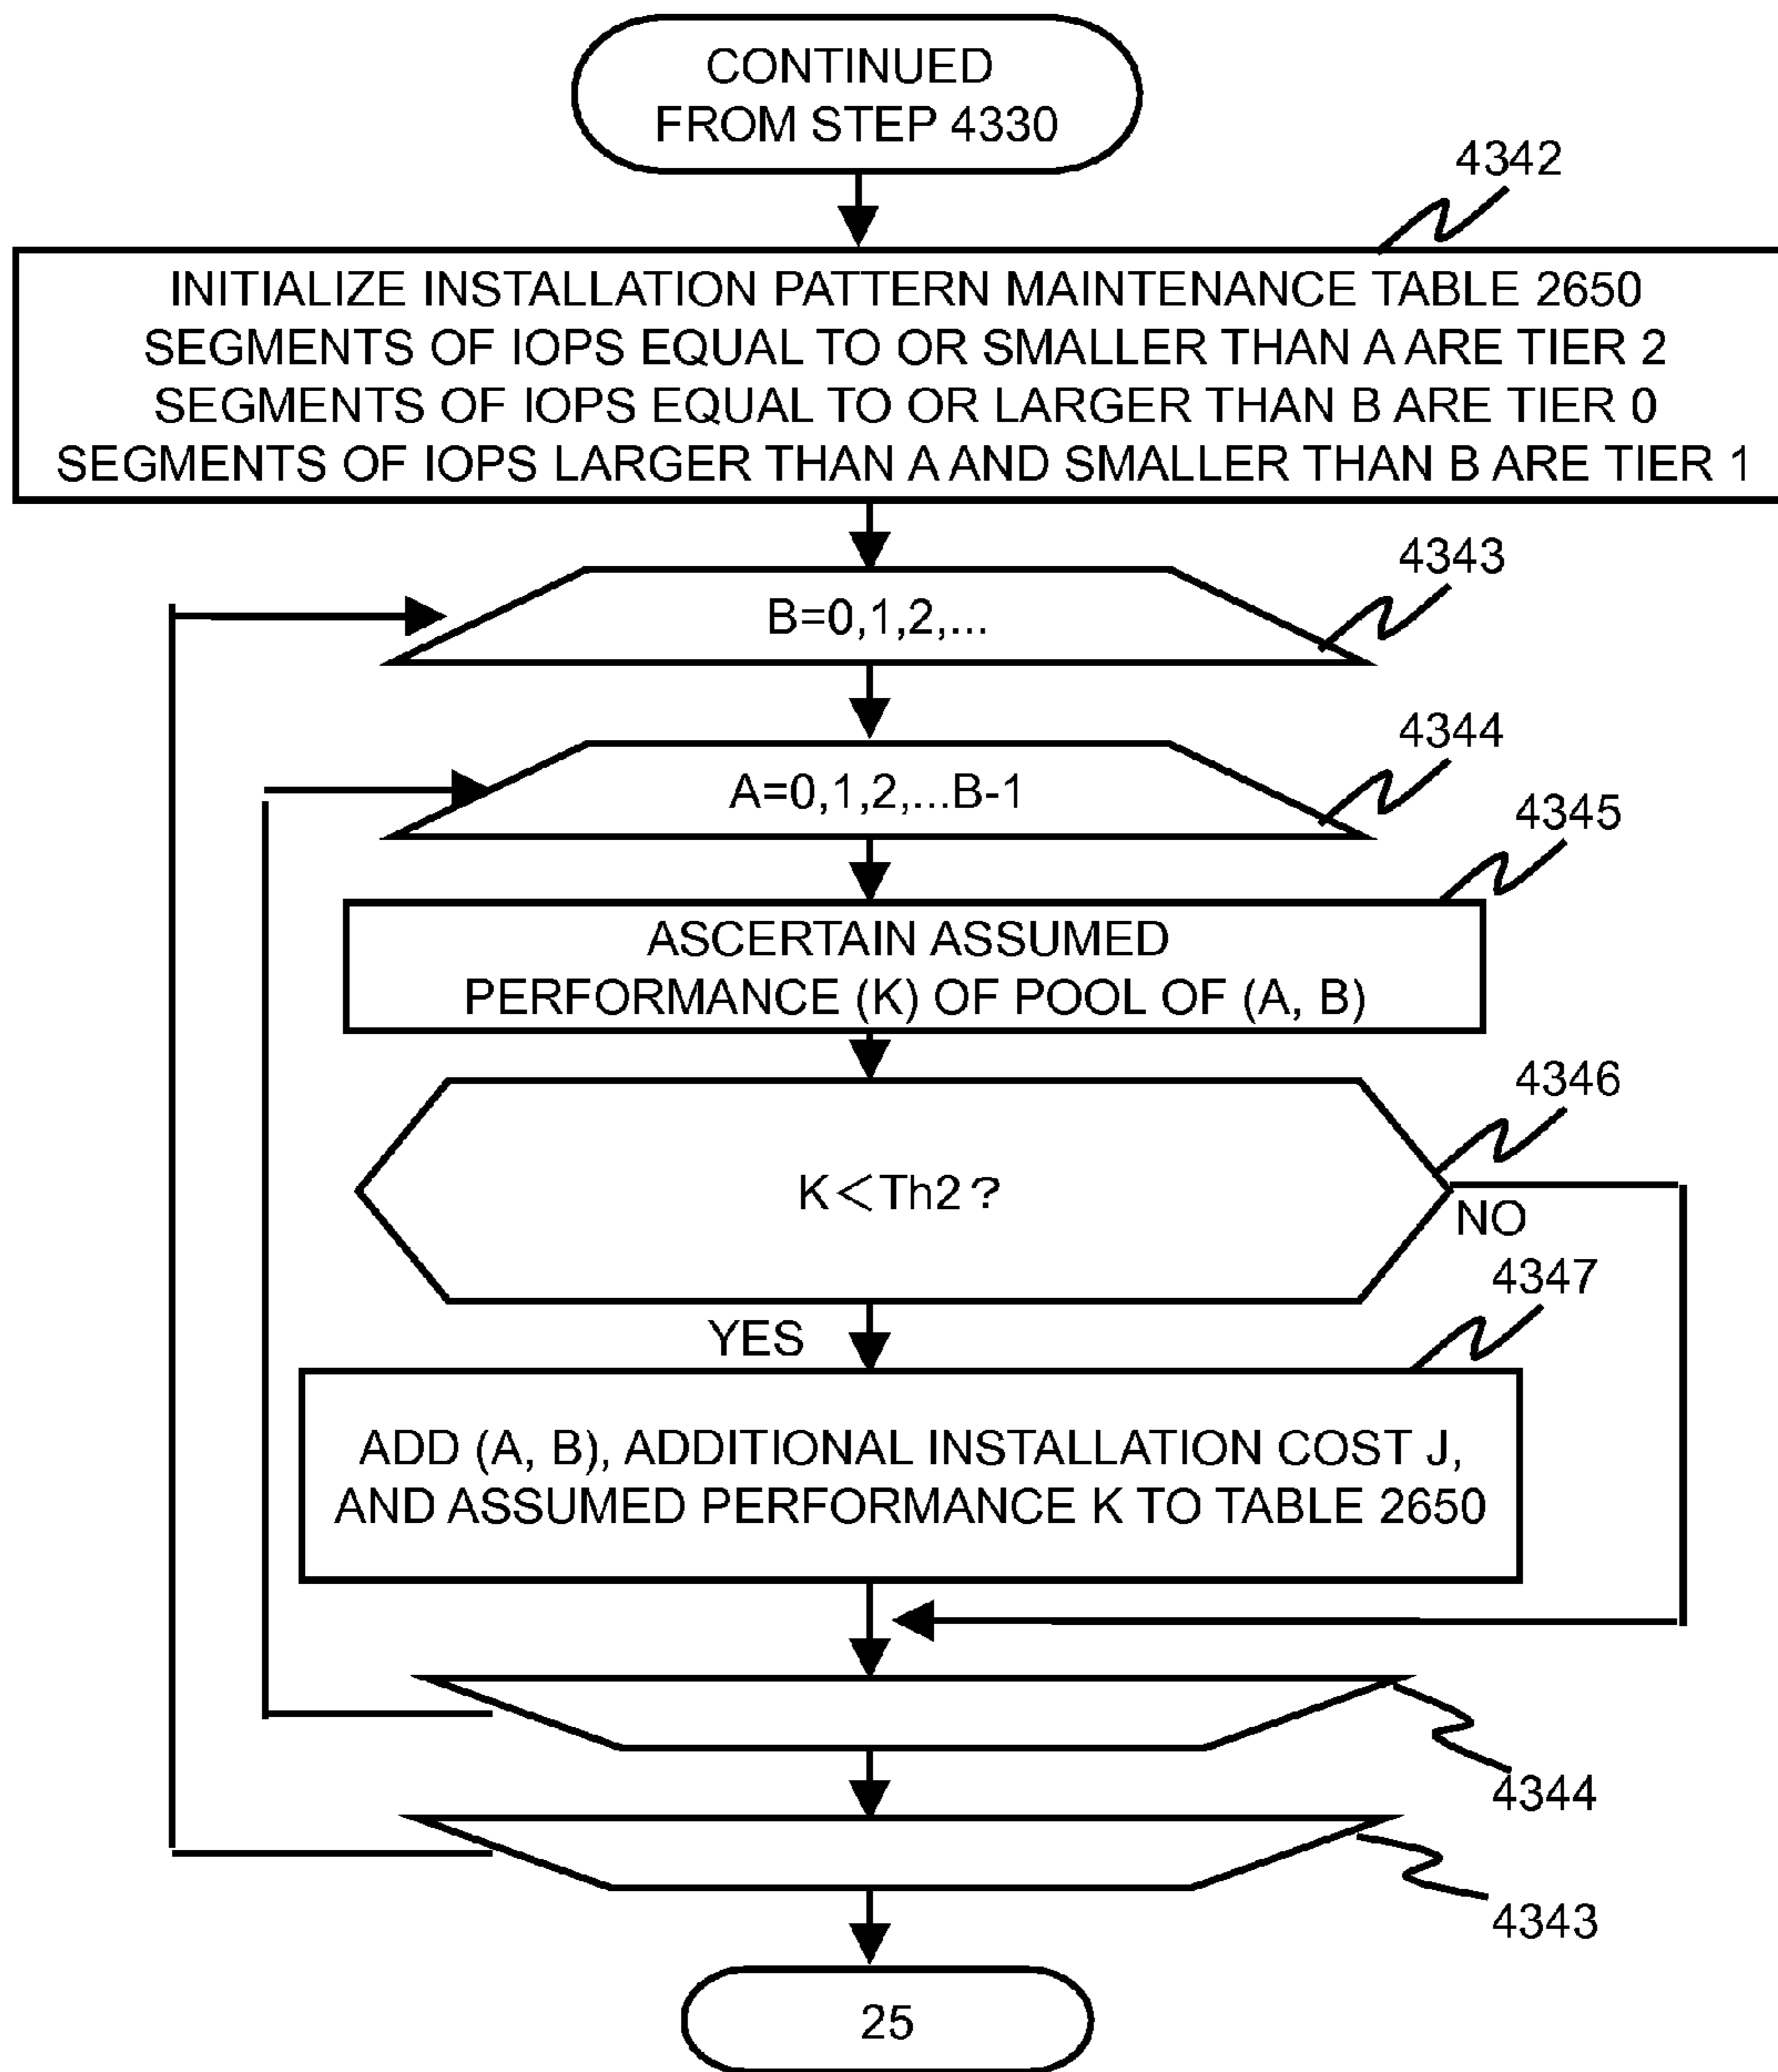 CONTINUED
FROM STEP 4330
4342
INITIALIZE INSTALLATION PATTERN MAINTENANCE TABLE 2650
SEGMENTS OF IOPS EQUAL TO OR SMALLER THAN A ARE TIER 2
SEGMENTS OF IOPS EQUAL TO OR LARGER THAN B ARE TIER 0
SEGMENTS OF IOPS LARGER THAN A AND SMALLER THAN B ARE TIER 1
4343
B=0,1,2,...
4344
A=0,1,2,...B-1
4345
ASCERTAIN ASSUMED
PERFORMANCE (K) OF POOL OF (A, B)
4346
K<Th2?
NO
4347
YES
ADD (A, B), ADDITIONAL INSTALLATION COST J,
AND ASSUMED PERFORMANCE K TO TABLE 2650
4344
4343
25